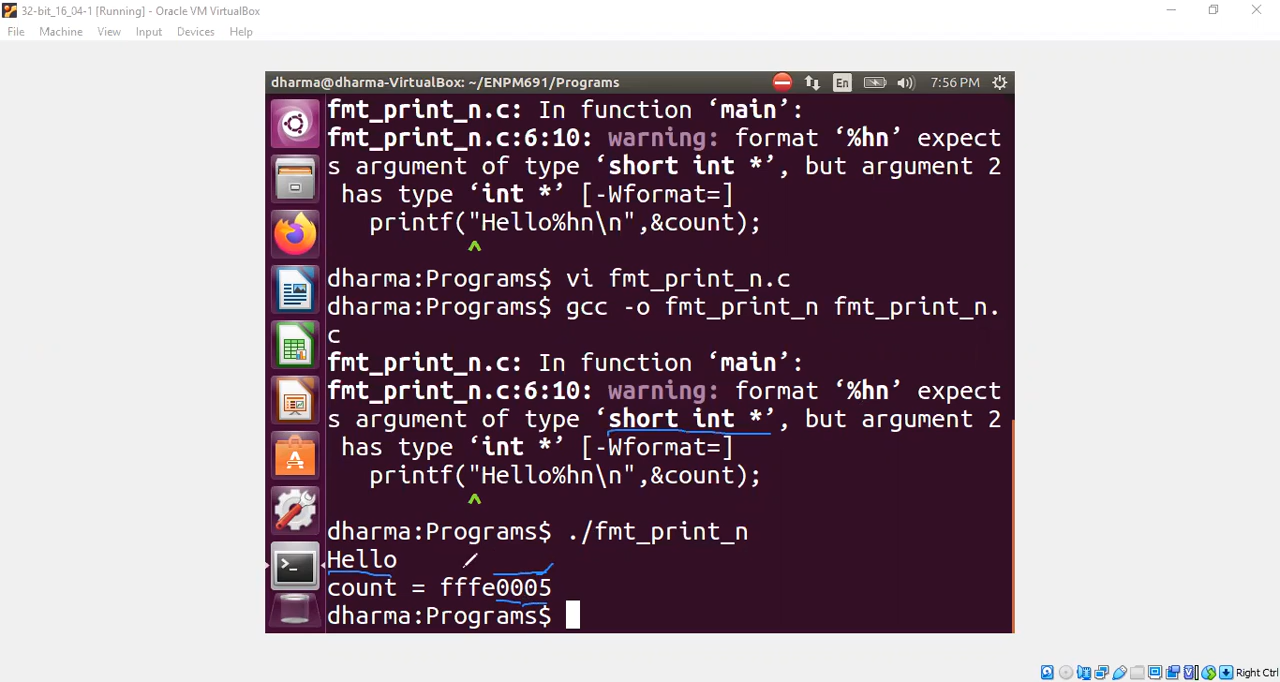 32-bit_16_04-1 [Running] - Oracle VM VirtualBox
File Machine View Input Devices Help
dharma@dharma-VirtualBox: ~/ENPM691/Programs En 7:56 PM
fmt_print_n.c: In function ‘main’:
fmt_print_n.c:6:10: warning: format ‘%hn’ expect
s argument of type ‘short int *’, but argument 2
 has type ‘int *’ [-Wformat=]
   printf("Hello%hn\n",&count);
          ^
dharma:Programs$ vi fmt_print_n.c
dharma:Programs$ gcc -o fmt_print_n fmt_print_n.
c
fmt_print_n.c: In function ‘main’:
fmt_print_n.c:6:10: warning: format ‘%hn’ expect
s argument of type ‘short int *’, but argument 2
 has type ‘int *’ [-Wformat=]
   printf("Hello%hn\n",&count);
          ^
dharma:Programs$ ./fmt_print_n
Hello
count = fffe0005
dharma:Programs$
Right Ctrl